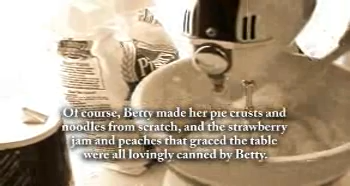 Of course, Betty made her pie crusts and
noodles from scratch, and the strawberry
jam and peaches that graced the table
were all lovingly canned by Betty.